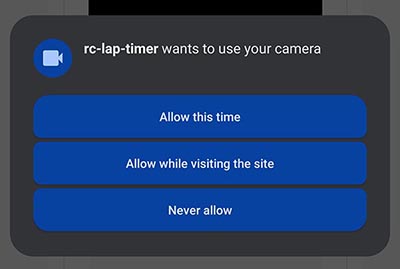 rc-lap-timer wants to use your camera
Allow this time
Allow while visiting the site
Never allow